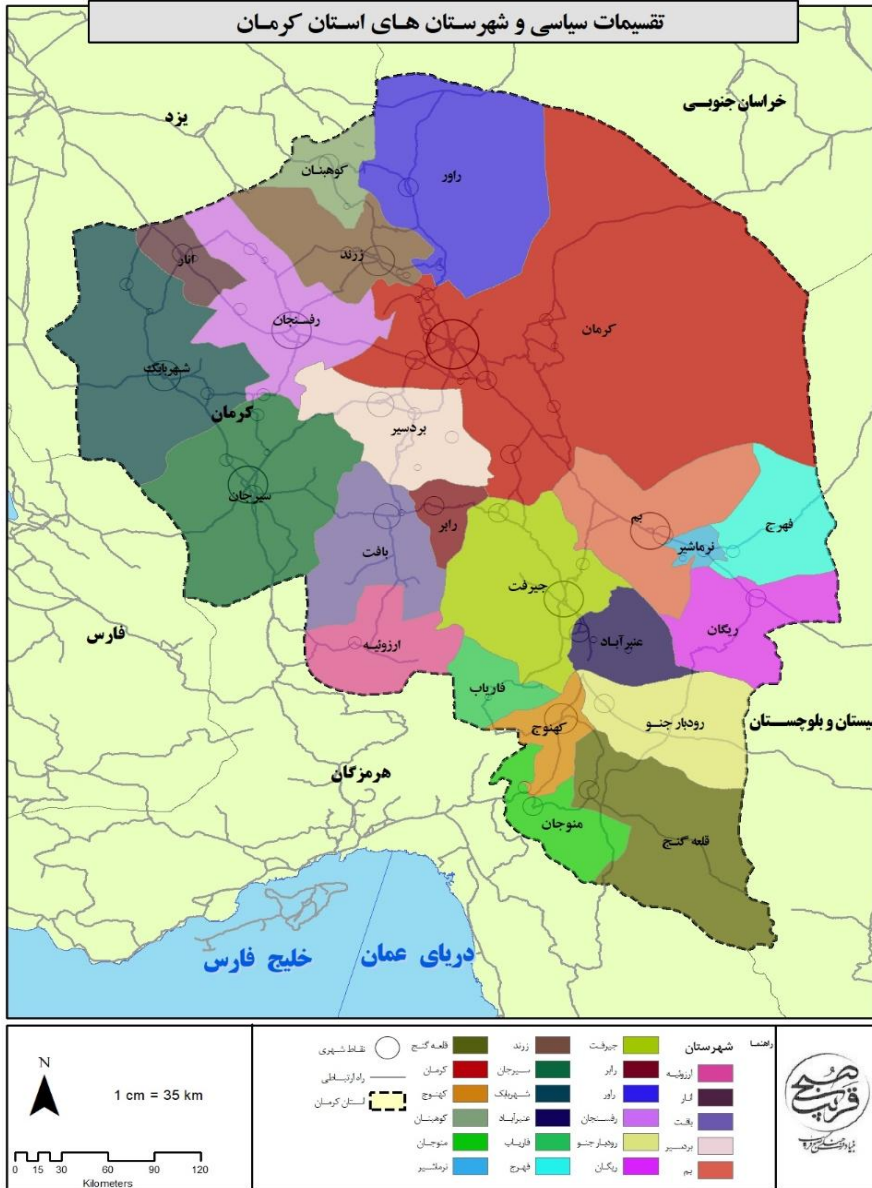 تقسیمات سیاسی و شهرستان های استان کرمان
خراسان جنوبی
یزد
کوهبنان
راور
زرند
انار
رفسنجان
کرمان
شهربابک
کرمان
بردسیر
سیرجان
رابر
بافت
بم
فهرج
نرماشیر
جیرفت
ریگان
عنبرآباد
فارس
ارزوئیه
فاریاب
رودبار جنو
کهنوج
یستان و بلوچستان
هرمزگان
منوجان
قلعه گنج
دریای عمان
خلیج فارس
راهنما
شهرستان
ارزوئیه
انار
بافت
بردسیر
بم
جیرفت
رابر
راور
رفسنجان
رودبار جنو
ریگان
زرند
سیرجان
شهربابک
عنبرآباد
فاریاب
فهرج
قلعه گنج
کرمان
کهنوج
کوهبنان
منوجان
نرماشیر
نقاط شهری
راه ارتباطی
استان کرمان
N
1 cm = 35 km
0 15 30 60 90 120
Kilometers